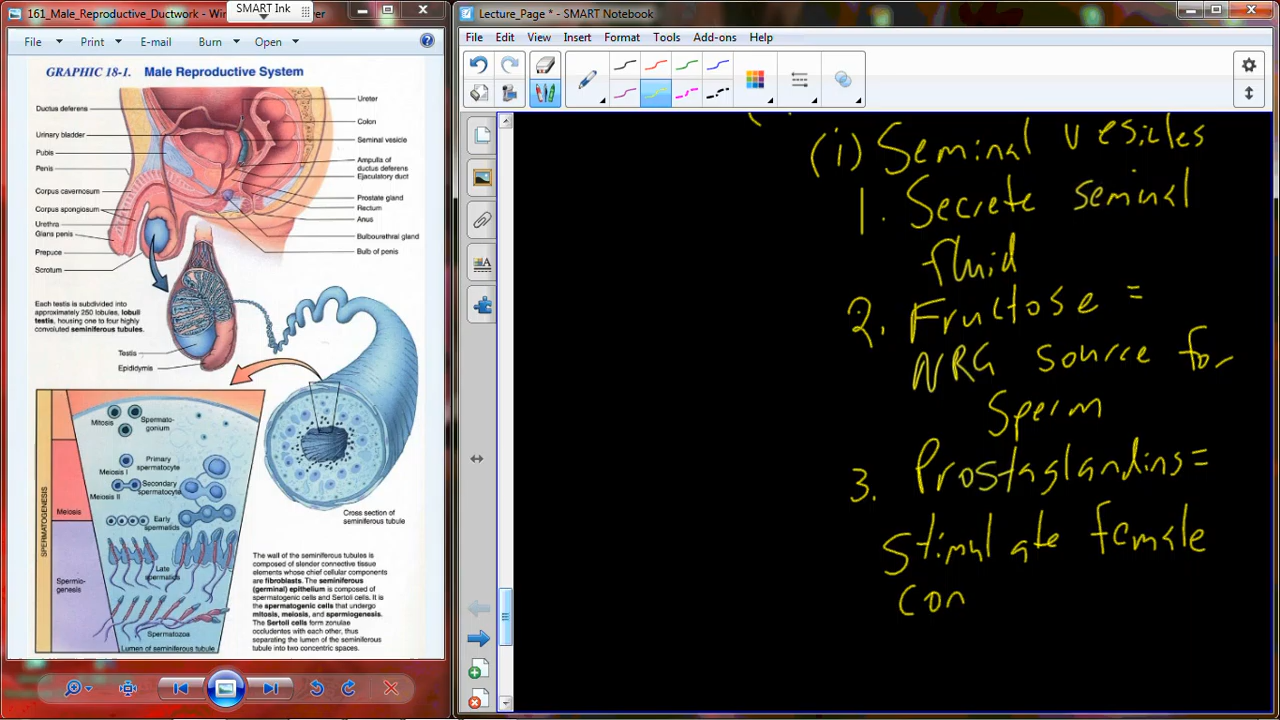 161_Male_Reproductive_Ductwork - Win
SMART Ink
er
File Print E-mail Burn Open
GRAPHIC 18-1. Male Reproductive System
Ductus deferens
Urinary bladder
Pubis
Penis
Corpus cavernosum
Corpus spongiosum
Urethra
Glans penis
Prepuce
Scrotum
Ureter
Colon
Seminal vesicle
Ampulla of
ductus deferens
Ejaculatory duct
Prostate gland
Rectum
Anus
Bulbourethral gland
Bulb of penis
Each testis is subdivided into
approximately 250 lobules, lobuli
testis, housing one to four highly
convoluted seminiferous tubules.
Testis
Epididymis
SPERMATOGENESIS
Meiosis
Spermio-
genesis
Mitosis
Spermato-
gonium
Primary
spermatocyte
Meiosis I
Secondary
spermatocyte
Meiosis II
Early
spermatids
Late
spermatids
Spermatozoa
Lumen of seminiferous tubule
Cross section of
seminiferous tubule
The wall of the seminiferous tubules is
composed of slender connective tissue
elements whose chief cellular components
are fibroblasts. The seminiferous
(germinal) epithelium is composed of
spermatogenic cells and Sertoli cells. It is
the spermatogenic cells that undergo
mitosis, meiosis, and spermiogenesis.
The Sertoli cells form zonulae
occludentes with each other, thus
separating the lumen of the seminiferous
tubule into two concentric spaces.
Lecture_Page * - SMART Notebook
File Edit View Insert Format Tools Add-ons Help
(i) Seminal vesicles
1. Secrete seminal
fluid
2. Fructose =
NRG source for
Sperm
3. Prostaglandins =
stimulate female
con